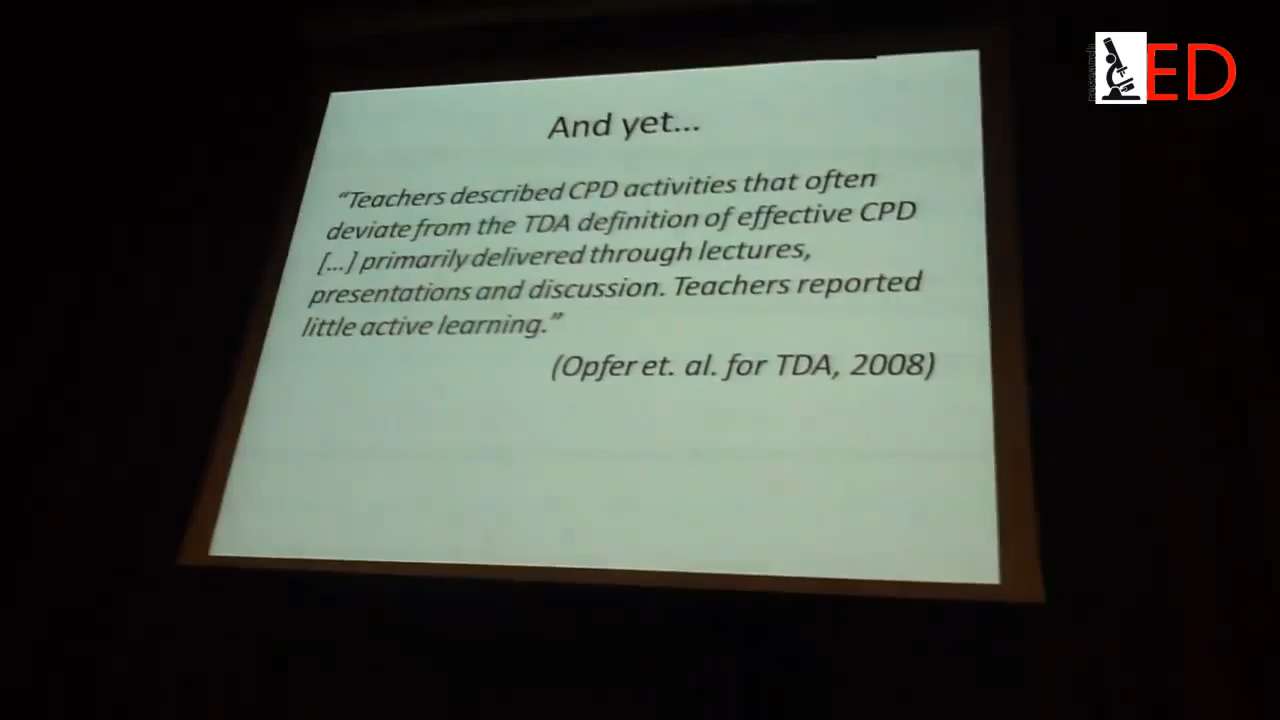 And yet...
“Teachers described CPD activities that often
deviate from the TDA definition of effective CPD
[...] primarily delivered through lectures,
presentations and discussion. Teachers reported
little active learning.”
(Opfer et. al. for TDA, 2008)
ED